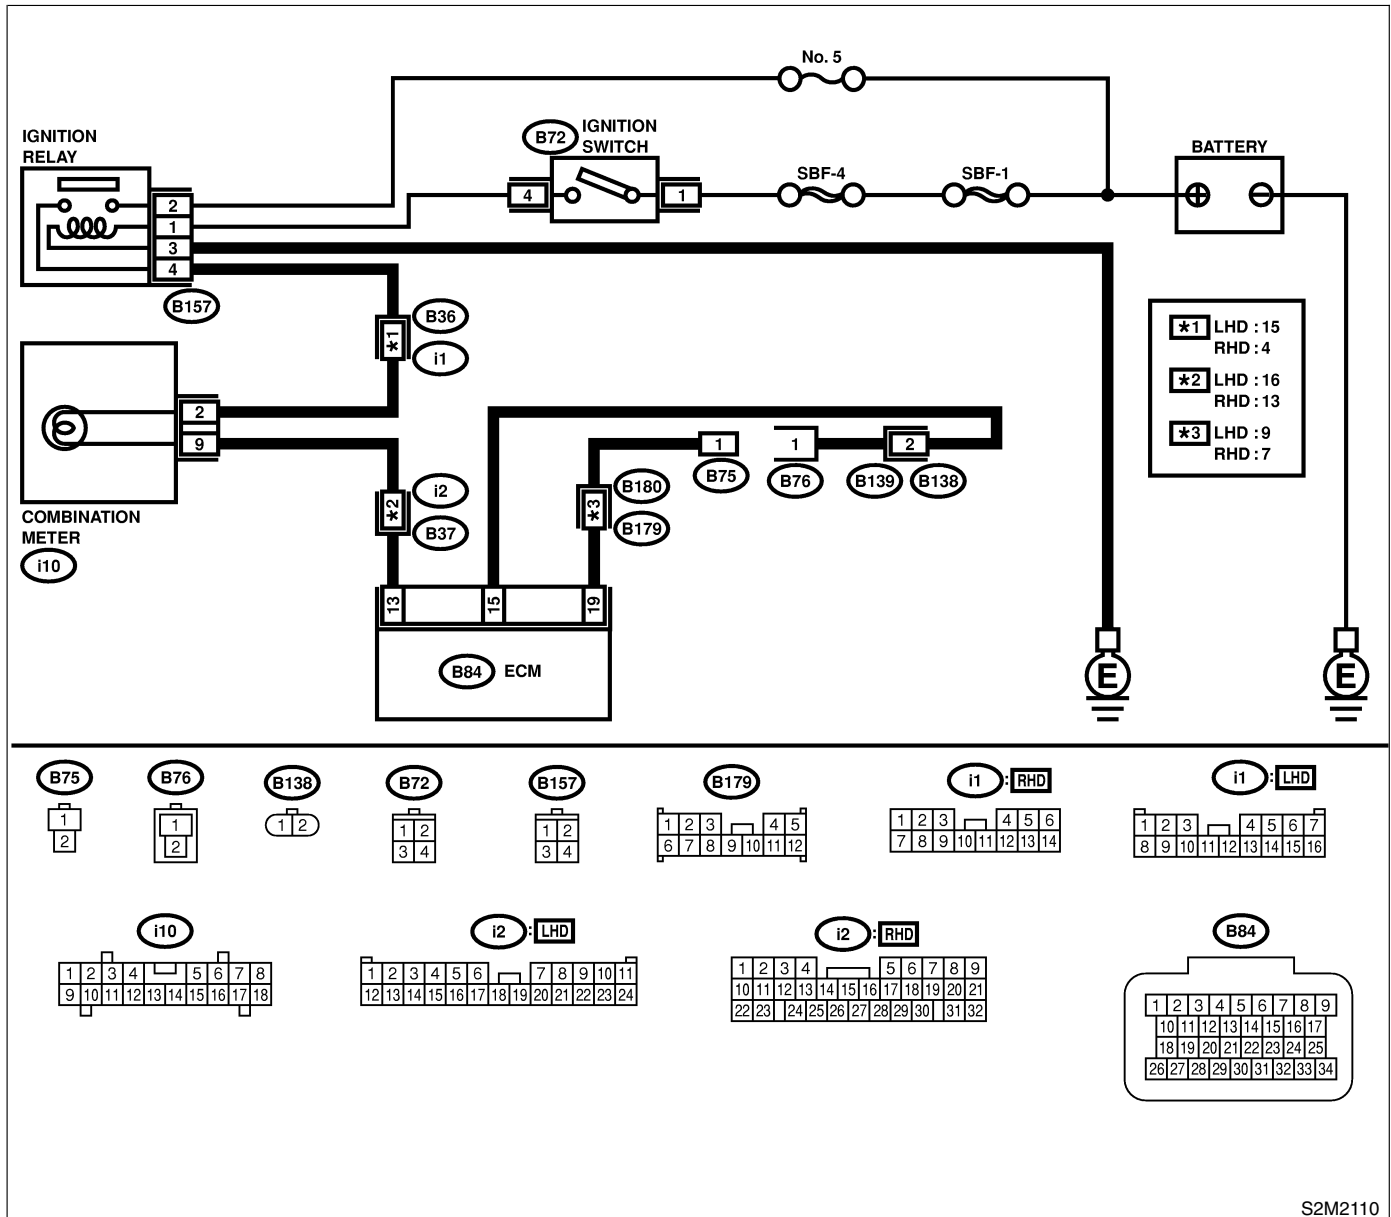 No. 5
IGNITION
RELAY
B72
IGNITION
SWITCH
SBF-4
SBF-1
BATTERY
4
1
2
1
3
4
B157
B36
*1
i1
*1 LHD : 15
RHD : 4
*2 LHD : 16
RHD : 13
*3 LHD : 9
RHD : 7
2
9
1
B75
1
B76
2
B139
B138
i2
*2
B37
B180
*3
B179
COMBINATION
METER
i10
13
15
19
B84 ECM
E
E
B75
1
2
B76
1
2
B138
1 2
B72
1 2
3 4
B157
1 2
3 4
B179
1 2 3 4 5
6 7 8 9 10 11 12
i1 : RHD
1 2 3 4 5 6
7 8 9 10 11 12 13 14
i1 : LHD
1 2 3 4 5 6 7
8 9 10 11 12 13 14 15 16
i10
1 2 3 4 5 6 7 8
9 10 11 12 13 14 15 16 17 18
i2 : LHD
1 2 3 4 5 6 7 8 9 10 11
12 13 14 15 16 17 18 19 20 21 22 23 24
i2 : RHD
1 2 3 4 5 6 7 8 9
10 11 12 13 14 15 16 17 18 19 20 21
22 23 24 25 26 27 28 29 30 31 32
B84
1 2 3 4 5 6 7 8 9
10 11 12 13 14 15 16 17
18 19 20 21 22 23 24 25
26 27 28 29 30 31 32 33 34
S2M2110